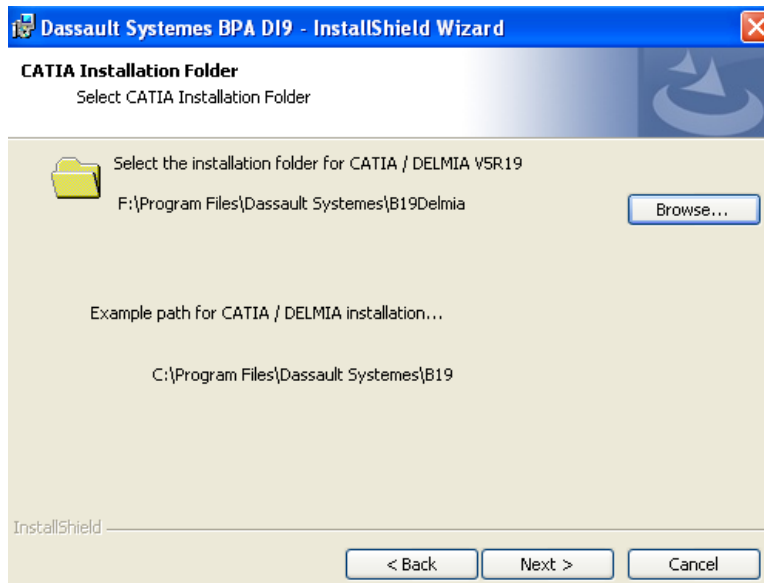 Dassault Systemes BPA DI9 - InstallShield Wizard
CATIA Installation Folder
Select CATIA Installation Folder
Select the installation folder for CATIA / DELMIA V5R19
F:\Program Files\Dassault Systemes\B19Delmia
Browse...
Example path for CATIA / DELMIA installation...
C:\Program Files\Dassault Systemes\B19
InstallShield
< Back Next > Cancel